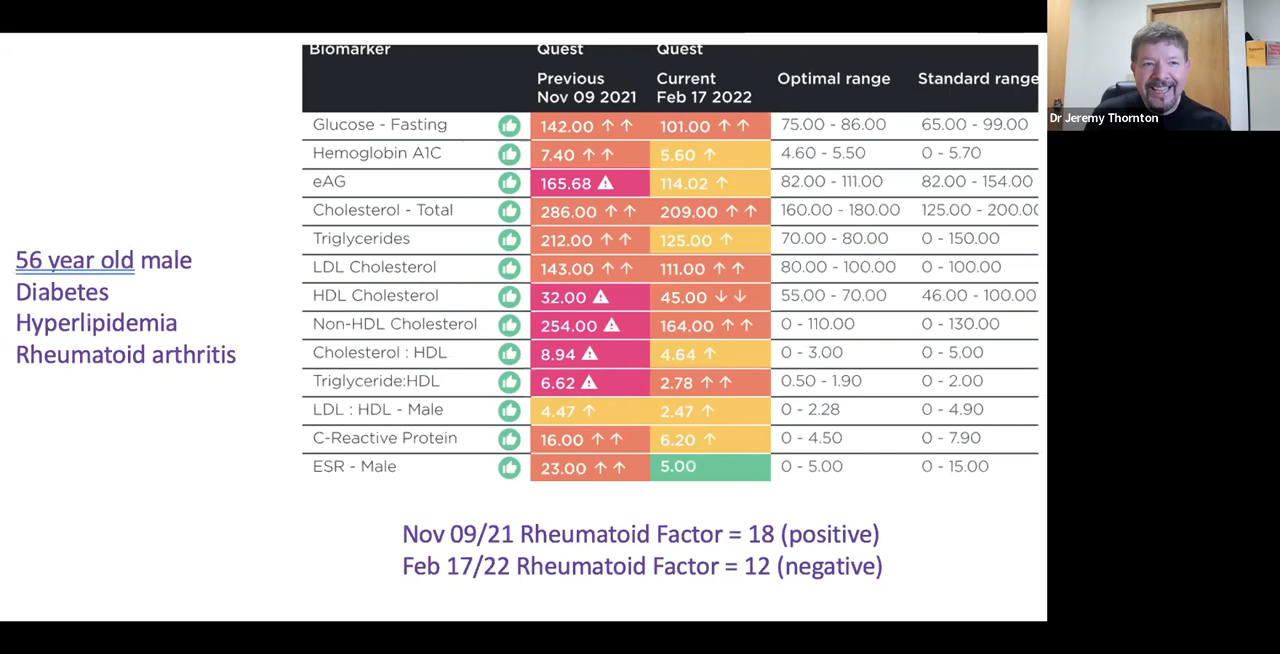 Biomarker Quest Quest
Previous Current Optimal range Standard range
Nov 09 2021 Feb 17 2022
Glucose - Fasting 142.00 ↑ ↑ 101.00 ↑ ↑ 75.00 - 86.00 65.00 - 99.00
Hemoglobin A1C 7.40 ↑ ↑ 5.60 ↑ 4.60 - 5.50 0 - 5.70
eAG 165.68 114.02 ↑ 82.00 - 111.00 82.00 - 154.00
Cholesterol - Total 286.00 ↑ ↑ 209.00 ↑ ↑ 160.00 - 180.00 125.00 - 200.00
Triglycerides 212.00 ↑ ↑ 125.00 ↑ 70.00 - 80.00 0 - 150.00
LDL Cholesterol 143.00 ↑ ↑ 111.00 ↑ ↑ 80.00 - 100.00 0 - 100.00
HDL Cholesterol 32.00 45.00 ↓ ↓ 55.00 - 70.00 46.00 - 100.00
Non-HDL Cholesterol 254.00 164.00 ↑ ↑ 0 - 110.00 0 - 130.00
Cholesterol : HDL 8.94 4.64 ↑ 0 - 3.00 0 - 5.00
Triglyceride:HDL 6.62 2.78 ↑ ↑ 0.50 - 1.90 0 - 2.00
LDL : HDL - Male 4.47 ↑ 2.47 ↑ 0 - 2.28 0 - 4.90
C-Reactive Protein 16.00 ↑ ↑ 6.20 ↑ 0 - 4.50 0 - 7.90
ESR - Male 23.00 ↑ ↑ 5.00 0 - 5.00 0 - 15.00
56 year old male
Diabetes
Hyperlipidemia
Rheumatoid arthritis
Nov 09/21 Rheumatoid Factor = 18 (positive)
Feb 17/22 Rheumatoid Factor = 12 (negative)
Dr Jeremy Thornton